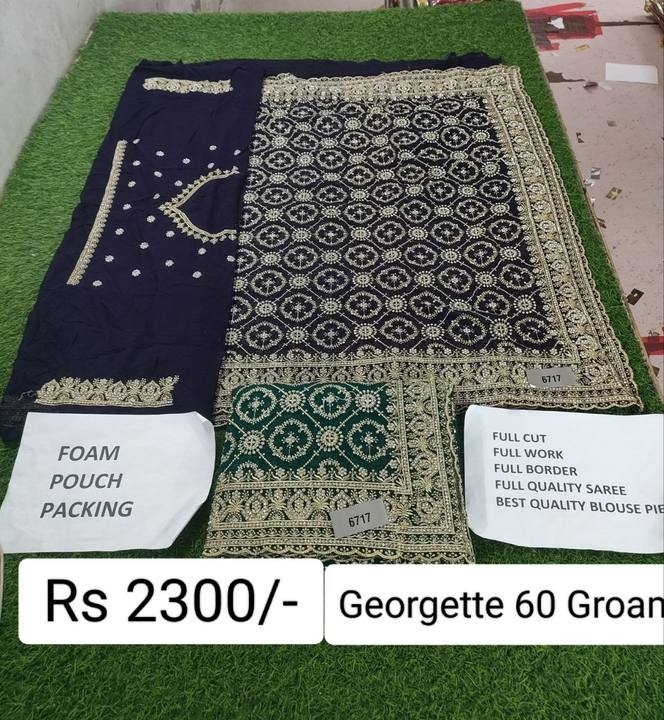 6717
FOAM
POUCH
PACKING
FULL CUT
FULL WORK
FULL BORDER
FULL QUALITY SAREE
BEST QUALITY BLOUSE PIE
6717
Rs 2300/-
Georgette 60 Groam